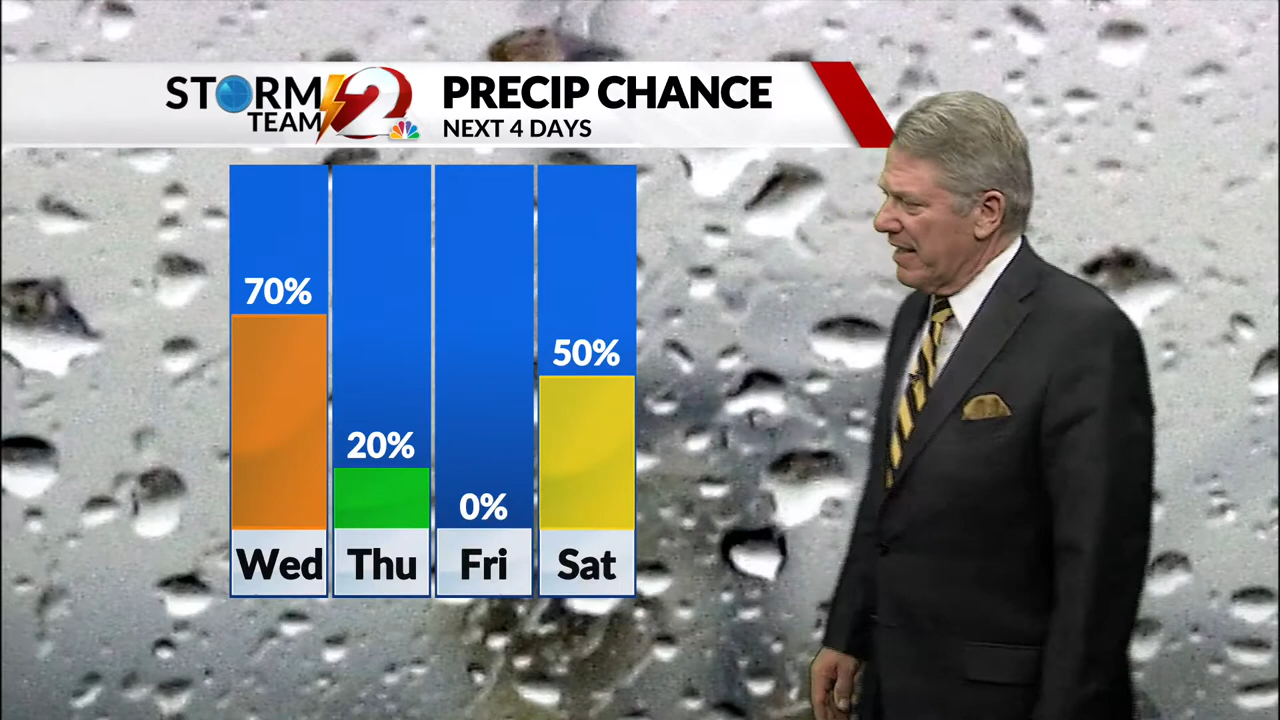 STORM
TEAM
2
PRECIP CHANCE
NEXT 4 DAYS
70%
20%
0%
50%
Wed
Thu
Fri
Sat